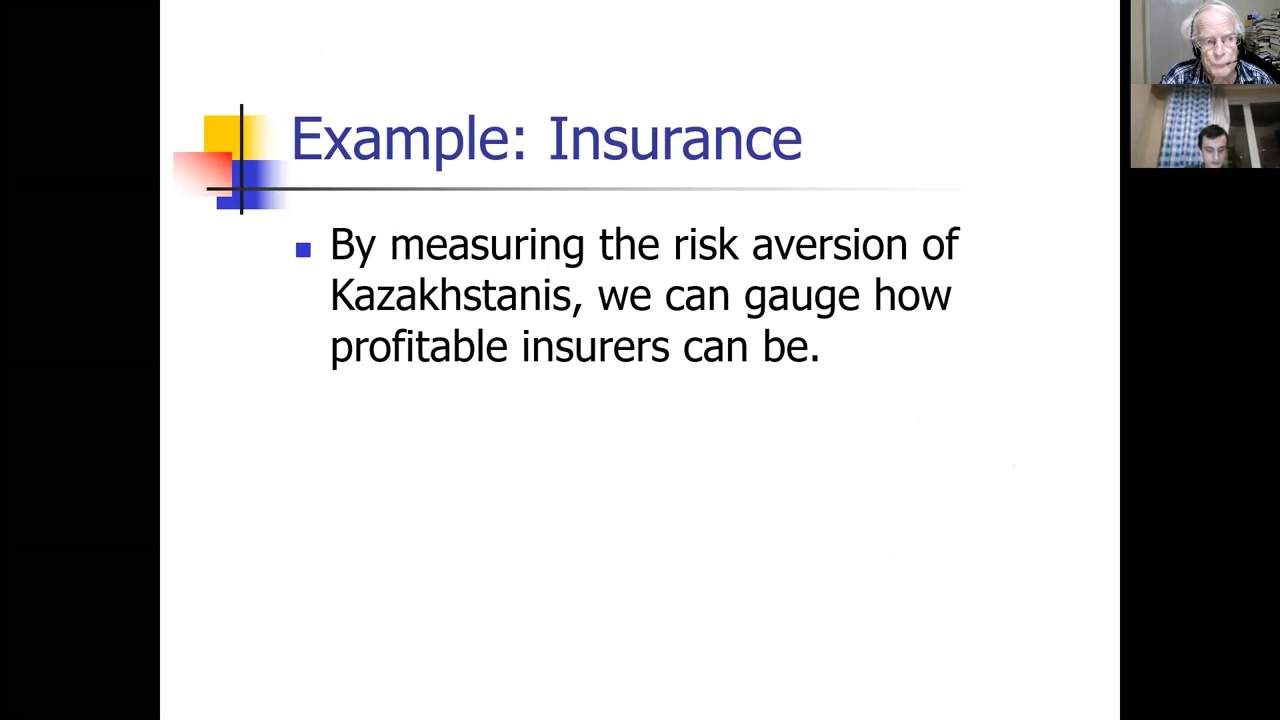 Example: Insurance
By measuring the risk aversion of
Kazakhstanis, we can gauge how
profitable insurers can be.